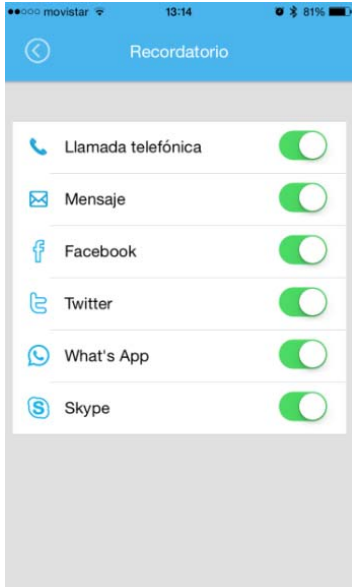 movistar 13:14 81%
Recordatorio
Llamada telefónica
Mensaje
Facebook
Twitter
What's App
Skype